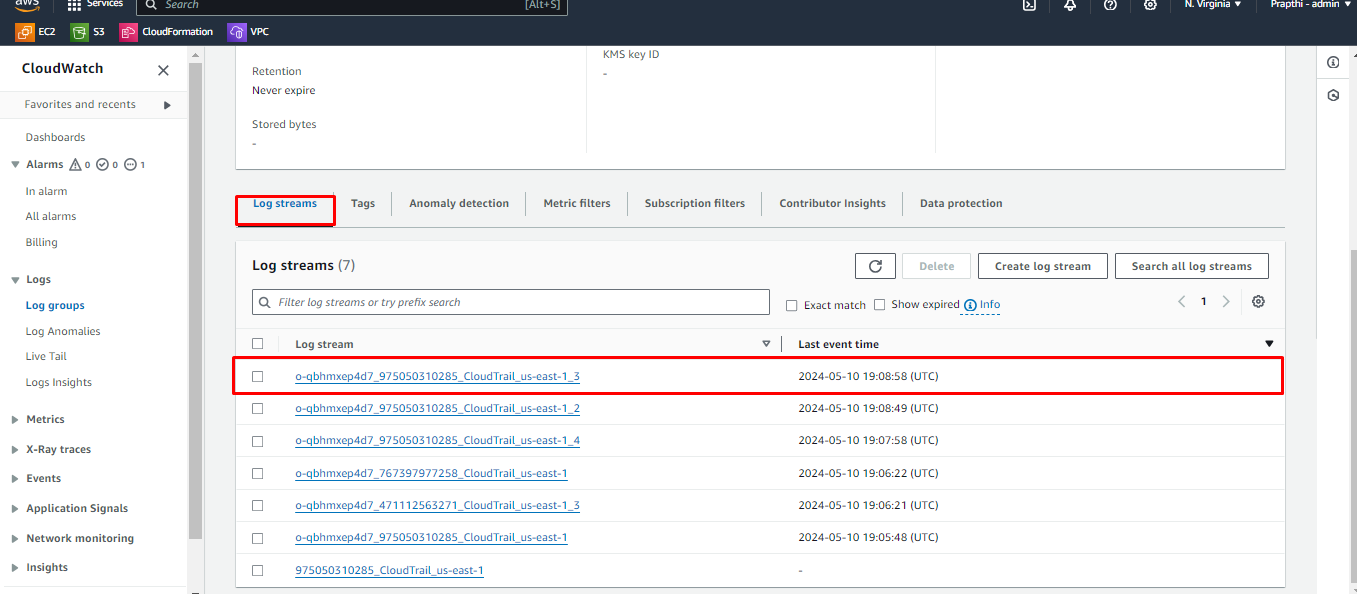 aws Services Search [Alt+S] N. Virginia Prapthi - admin
EC2 S3 CloudFormation VPC
CloudWatch
Favorites and recents
Dashboards
Alarms 0 0 1
In alarm
All alarms
Billing
Logs
Log groups
Log Anomalies
Live Tail
Logs Insights
Metrics
X-Ray traces
Events
Application Signals
Network monitoring
Insights
KMS key ID
-
Retention
Never expire
Stored bytes
-
Log streams Tags Anomaly detection Metric filters Subscription filters Contributor Insights Data protection
Log streams (7) Delete Create log stream Search all log streams
Filter log streams or try prefix search Exact match Show expired Info 1
Log stream Last event time
o-qbhmxep4d7_975050310285_CloudTrail_us-east-1_3 2024-05-10 19:08:58 (UTC)
o-qbhmxep4d7_975050310285_CloudTrail_us-east-1_2 2024-05-10 19:08:49 (UTC)
o-qbhmxep4d7_975050310285_CloudTrail_us-east-1_4 2024-05-10 19:07:58 (UTC)
o-qbhmxep4d7_767397977258_CloudTrail_us-east-1 2024-05-10 19:06:22 (UTC)
o-qbhmxep4d7_471112563271_CloudTrail_us-east-1_3 2024-05-10 19:06:21 (UTC)
o-qbhmxep4d7_975050310285_CloudTrail_us-east-1 2024-05-10 19:05:48 (UTC)
975050310285_CloudTrail_us-east-1 -